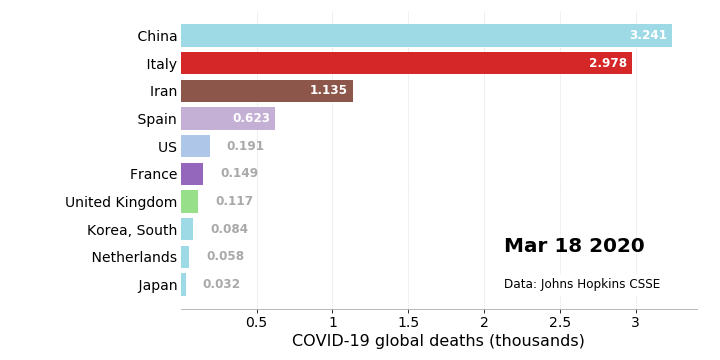 China 3.241
Italy 2.978
Iran 1.135
Spain 0.623
US 0.191
France 0.149
United Kingdom 0.117
Korea, South 0.084
Netherlands 0.058
Japan 0.032
Mar 18 2020
Data: Johns Hopkins CSSE
0.5 1 1.5 2 2.5 3
COVID-19 global deaths (thousands)